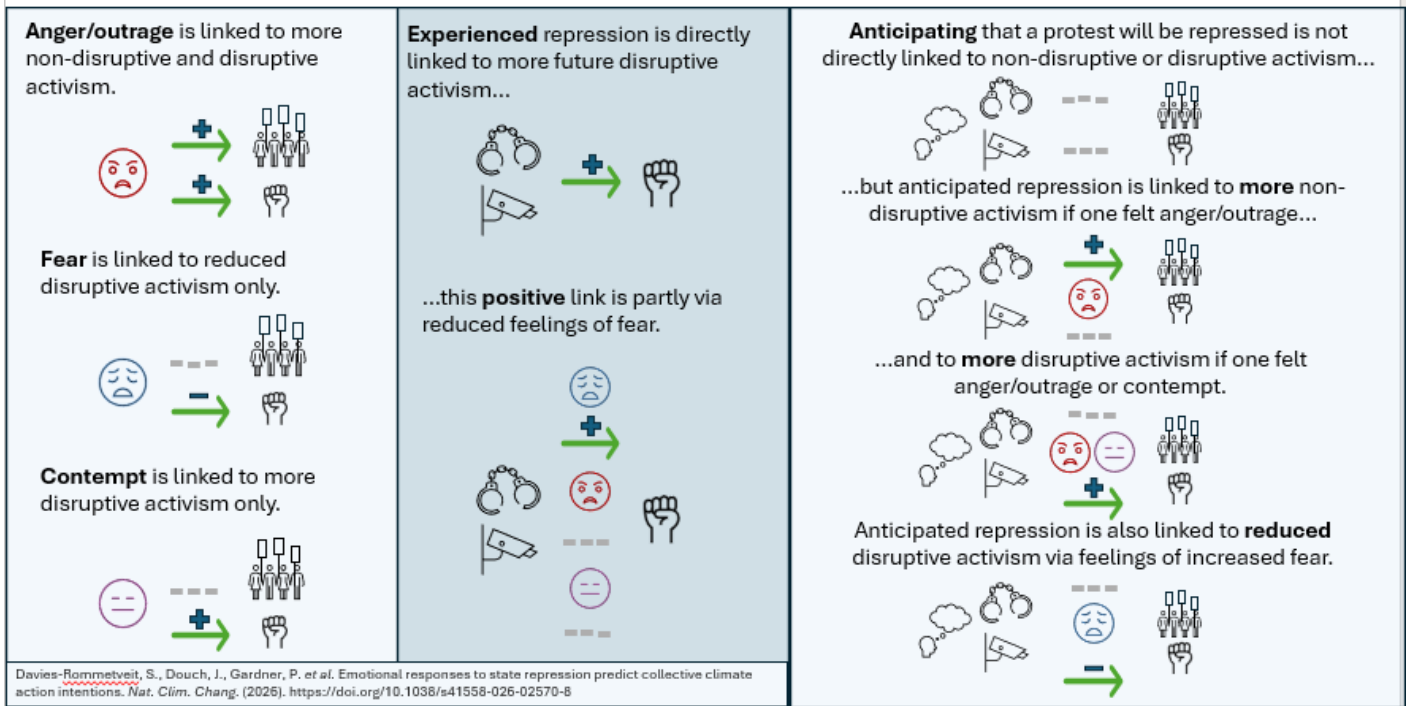 Anger/outrage is linked to more
non-disruptive and disruptive
activism.
Fear is linked to reduced
disruptive activism only.
Contempt is linked to more
disruptive activism only.
Experienced repression is directly
linked to more future disruptive
activism...
...this positive link is partly via
reduced feelings of fear.
Anticipating that a protest will be repressed is not
directly linked to non-disruptive or disruptive activism...
...but anticipated repression is linked to more non-
disruptive activism if one felt anger/outrage...
...and to more disruptive activism if one felt
anger/outrage or contempt.
Anticipated repression is also linked to reduced
disruptive activism via feelings of increased fear.
Davies-Rommetveit, S., Douch, J., Gardner, P. et al. Emotional responses to state repression predict collective climate
action intentions. Nat. Clim. Chang. (2026). https://doi.org/10.1038/s41558-026-02570-8